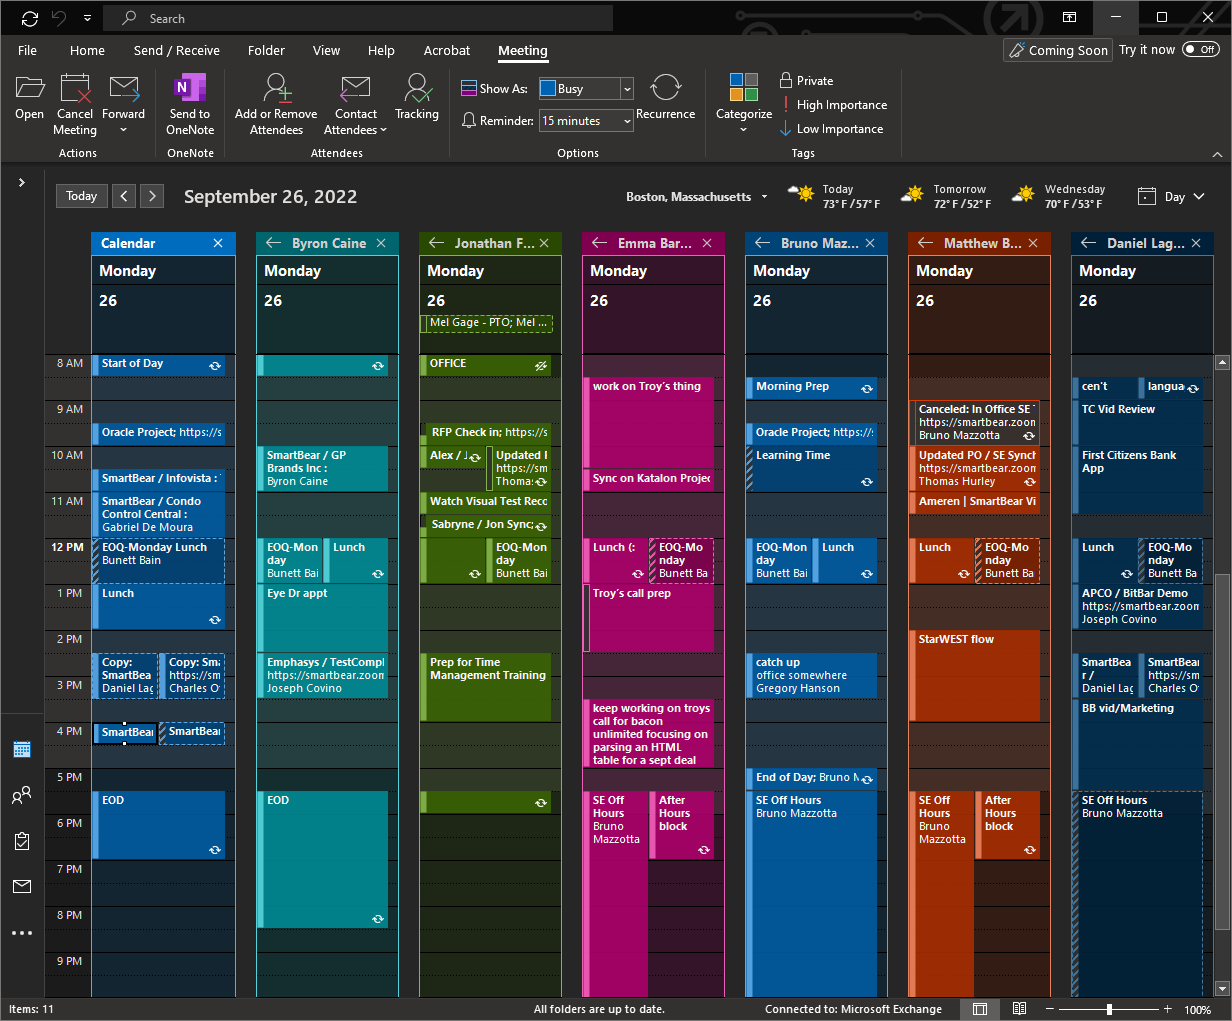 Search
File Home Send / Receive Folder View Help Acrobat Meeting
Coming Soon Try it now Off
Open
Cancel Meeting
Forward
Actions
N
Send to OneNote
OneNote
Add or Remove Attendees
Contact Attendees
Tracking
Attendees
Show As: Busy
Reminder: 15 minutes
Recurrence
Options
Categorize
Private
High Importance
Low Importance
Tags
Today
September 26, 2022
Boston, Massachusetts
Today
73° F / 57° F
Tomorrow
72° F / 52° F
Wednesday
70° F / 53° F
Day
8 AM
9 AM
10 AM
11 AM
12 PM
1 PM
2 PM
3 PM
4 PM
5 PM
6 PM
7 PM
8 PM
9 PM
Calendar
Monday
26
Start of Day
Oracle Project; https://s
SmartBear / Infovista :
SmartBear / Condo
Control Central :
Gabriel De Moura
EOQ-Monday Lunch
Bunett Bain
Lunch
Copy:
SmartBea
Daniel Lag
Copy: Sma
https://sm
Charles O
SmartBear
SmartBear
EOD
Byron Caine
Monday
26
SmartBear / GP
Brands Inc :
Byron Caine
EOQ-Mon
day
Bunett Bai
Lunch
Eye Dr appt
Emphasys / TestCompl
https://smartbear.zoom
Joseph Covino
EOD
Jonathan F...
Monday
26
Mel Gage - PTO; Mel ...
OFFICE
RFP Check in; https://s
Alex / J
Updated I
https://sm
Thomas
Watch Visual Test Reco
Sabryne / Jon Sync;
EOQ-Mon
day
Bunett Bai
Prep for Time
Management Training
Emma Bar...
Monday
26
work on Troy's thing
Sync on Katalon Projec
Lunch (:
EOQ-Mo
nday
Bunett Ba
Troy's call prep
keep working on troys
call for bacon
unlimited focusing on
parsing an HTML
table for a sept deal
SE Off
Hours
Bruno
Mazzotta
After
Hours
block
Bruno Maz...
Monday
26
Morning Prep
Oracle Project; https://s
Learning Time
EOQ-Mon
day
Bunett Bai
Lunch
catch up
office somewhere
Gregory Hanson
End of Day; Bruno M
SE Off Hours
Bruno Mazzotta
Matthew B...
Monday
26
Canceled: In Office SE T
https://smartbear.zoom
Bruno Mazzotta
Updated PO / SE Synch
https://smartbear.zoom
Thomas Hurley
Ameren | SmartBear Vi
Lunch
EOQ-Mo
nday
Bunett Ba
StarWEST flow
SE Off
Hours
Bruno
Mazzotta
After
Hours
block
Daniel Lag...
Monday
26
cen't
langua
TC Vid Review
First Citizens Bank
App
Lunch
EOQ-Mo
nday
Bunett Ba
APCO / BitBar Demo
https://smartbear.zoom
Joseph Covino
SmartBea
r /
Daniel Lag
SmartBear
https://sm
Charles O
BB vid/Marketing
SE Off Hours
Bruno Mazzotta
Items: 11
All folders are up to date.
Connected to: Microsoft Exchange
100%